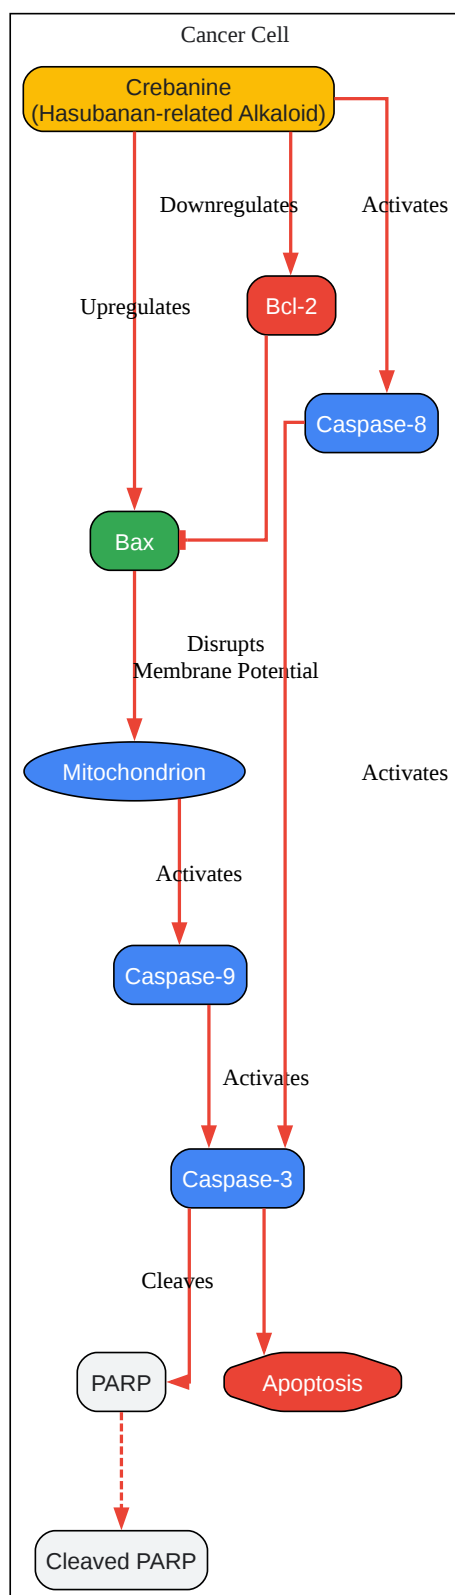 Cancer Cell
Crebanine
(Hasubanan-related Alkaloid)
Downregulates
Activates
Upregulates
Bcl-2
Caspase-8
Bax
Disrupts
Membrane Potential
Mitochondrion
Activates
Activates
Caspase-9
Activates
Caspase-3
Cleaves
PARP
Apoptosis
Cleaved PARP